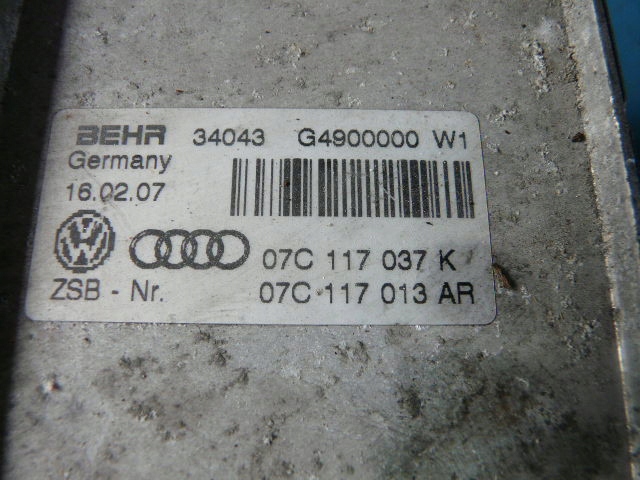 BEHR 34043 G4900000 W1
Germany
16.02.07
07C 117 037 K
ZSB - Nr. 07C 117 013 AR